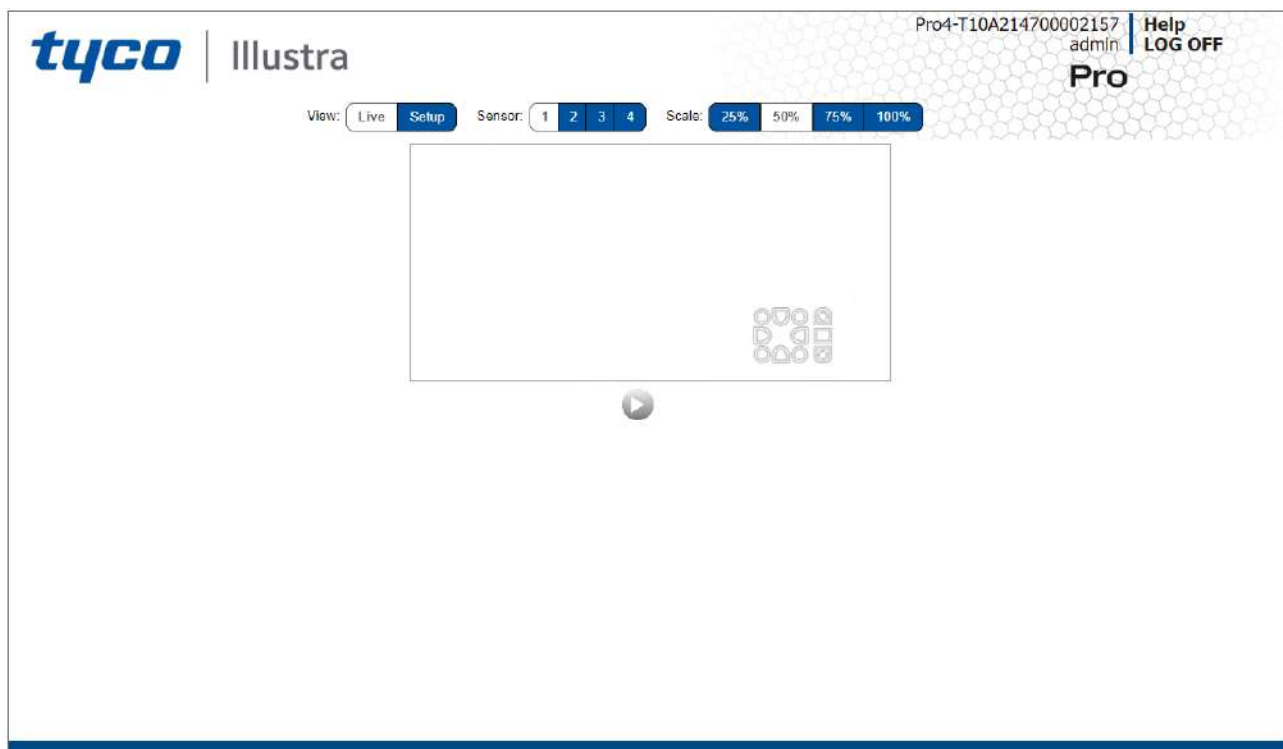 tyco | Illustra
Pro4-T10A214700002157 Help
admin LOG OFF
Pro
View: Live Setup Sensor: 1 2 3 4 Scale: 25% 50% 75% 100%